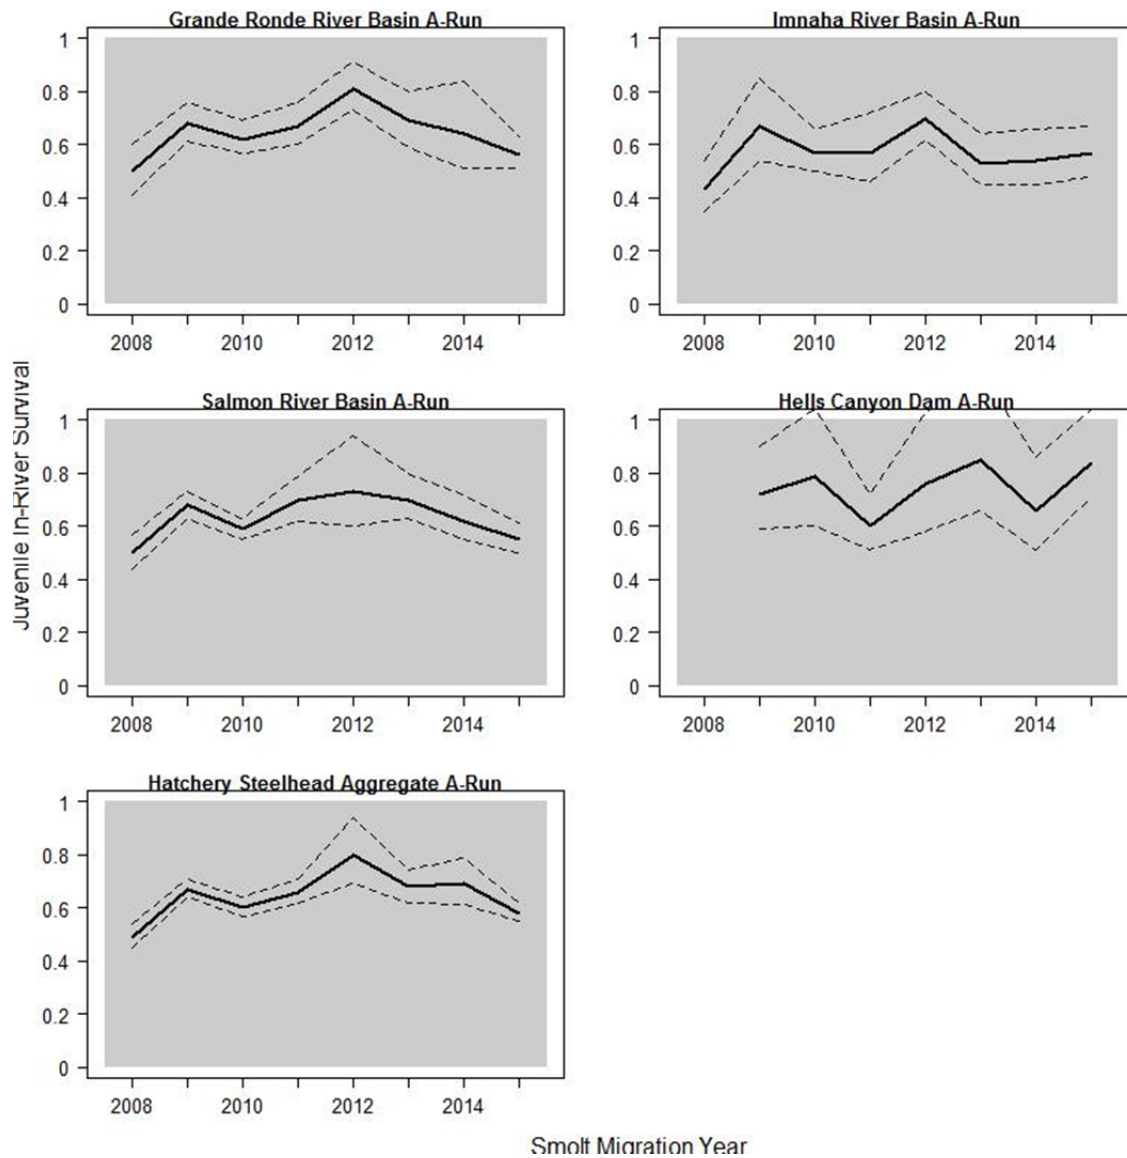 Grande Ronde River Basin A-Run
1
0.8
0.6
0.4
0.2
0
2008 2010 2012 2014
Imnaha River Basin A-Run
1
0.8
0.6
0.4
0.2
0
2008 2010 2012 2014
Juvenile In-River Survival
Salmon River Basin A-Run
1
0.8
0.6
0.4
0.2
0
2008 2010 2012 2014
Hells Canyon Dam A-Run
1
0.8
0.6
0.4
0.2
0
2008 2010 2012 2014
Hatchery Steelhead Aggregate A-Run
1
0.8
0.6
0.4
0.2
0
2008 2010 2012 2014
Smolt Migration Year